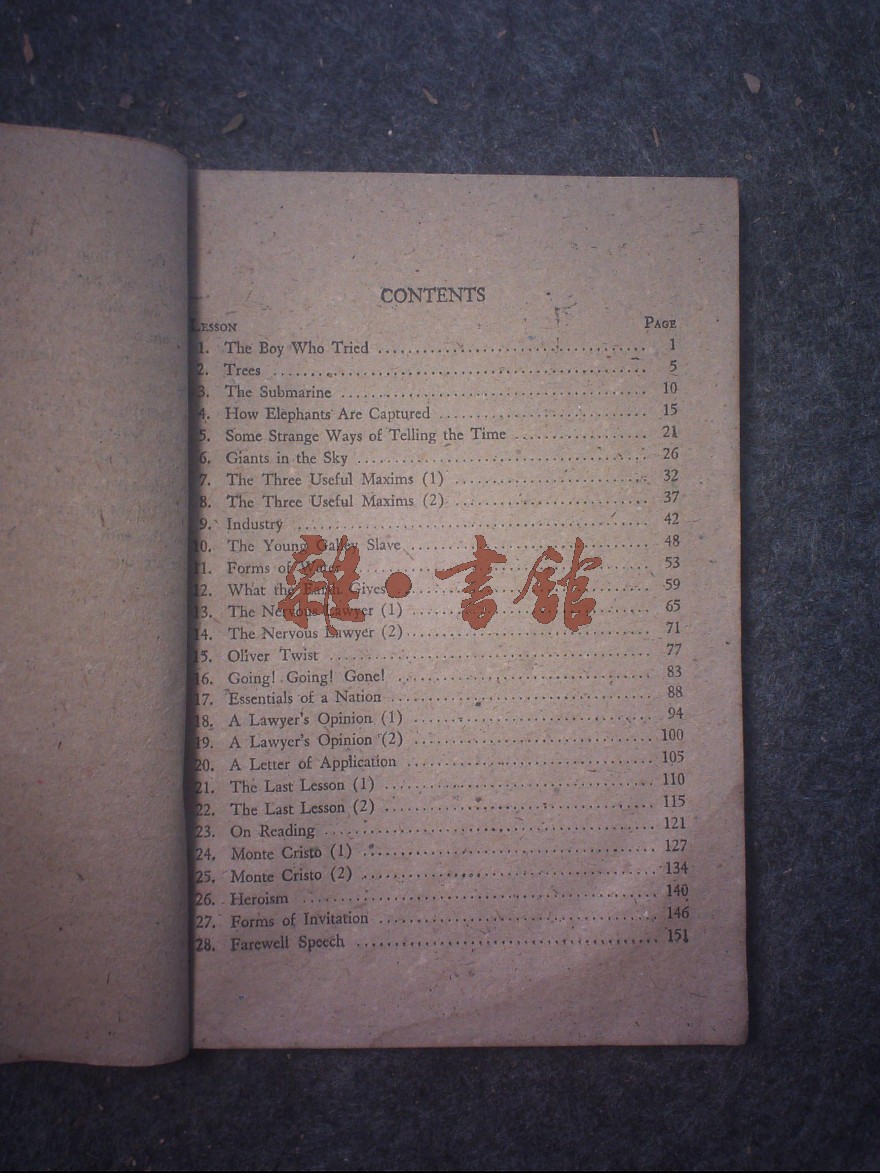 CONTENTS
LESSON PAGE
1. The Boy Who Tried 1
2. Trees 5
3. The Submarine 10
4. How Elephants Are Captured 15
5. Some Strange Ways of Telling the Time 21
6. Giants in the Sky 26
7. The Three Useful Maxims (1) 32
8. The Three Useful Maxims (2) 37
9. Industry 42
10. The Young Galley Slave 48
11. Forms of Water 53
12. What the Earth Gives 59
13. The Nervous Lawyer (1) 65
14. The Nervous Lawyer (2) 71
15. Oliver Twist 77
16. Going! Going! Gone! 83
17. Essentials of a Nation 88
18. A Lawyer's Opinion (1) 94
19. A Lawyer's Opinion (2) 100
20. A Letter of Application 105
21. The Last Lesson (1) 110
22. The Last Lesson (2) 115
23. On Reading 121
24. Monte Cristo (1) 127
25. Monte Cristo (2) 134
26. Heroism 140
27. Forms of Invitation 146
28. Farewell Speech 151
雜·書館